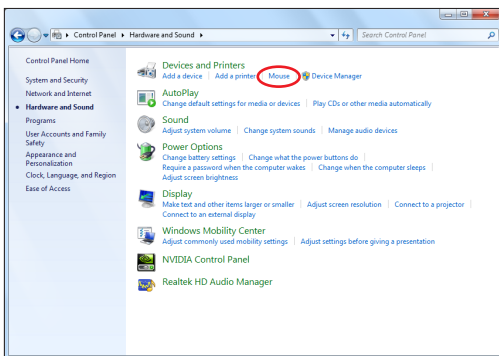 Control Panel Hardware and Sound Search Control Panel
Control Panel Home
System and Security
Network and Internet
Hardware and Sound
Programs
User Accounts and Family
Safety
Appearance and
Personalization
Clock, Language, and Region
Ease of Access
Devices and Printers
Add a device Add a printer Mouse Device Manager
AutoPlay
Change default settings for media or devices Play CDs or other media automatically
Sound
Adjust system volume Change system sounds Manage audio devices
Power Options
Change battery settings Change what the power buttons do
Require a password when the computer wakes Change when the computer sleeps
Adjust screen brightness
Display
Make text and other items larger or smaller Adjust screen resolution Connect to a projector
Connect to an external display
Windows Mobility Center
Adjust commonly used mobility settings Adjust settings before giving a presentation
NVIDIA Control Panel
Realtek HD Audio Manager